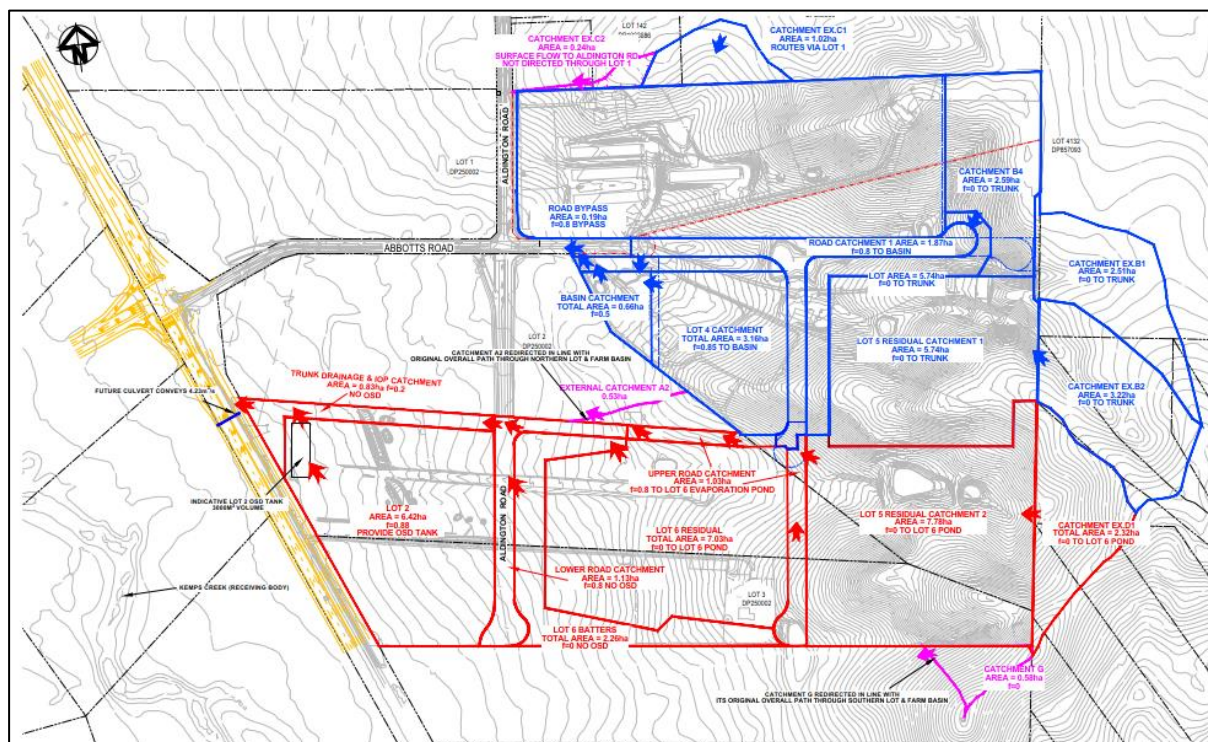 LOT 142
CATCHMENT EX.C2
AREA = 0.24ha
SURFACE FLOW TO ALDINGTON RD
NOT DIRECTED THROUGH LOT 1
CATCHMENT EX.C1
AREA = 1.02ha
ROUTES VIA LOT 1
ALDINGTON ROAD
LOT 1
DP250002
LOT 4132
DP857093
CATCHMENT B4
AREA = 2.59ha
f=0 TO TRUNK
ROAD BYPASS
AREA = 0.19ha
f=0.8 BYPASS
ABBOTTS ROAD
ROAD CATCHMENT 1 AREA = 1.87ha
f=0.8 TO BASIN
CATCHMENT EX.B1
AREA = 2.51ha
f=0 TO TRUNK
LOT AREA = 5.74ha
f=0 TO TRUNK
BASIN CATCHMENT
TOTAL AREA = 0.66ha
f=0.5
LOT 4 CATCHMENT
TOTAL AREA = 3.16ha
f=0.85 TO BASIN
LOT 5 RESIDUAL CATCHMENT 1
AREA = 5.74ha
f=0 TO TRUNK
LOT 2
DP250002
CATCHMENT A2 REDIRECTED IN LINE WITH
ORIGINAL OVERALL PATH THROUGH NORTHERN LOT & FARM BASIN
TRUNK DRAINAGE & IOP CATCHMENT
AREA = 0.83ha f=0.2
NO OSD
EXTERNAL CATCHMENT A2
0.53ha
CATCHMENT EX.B2
AREA = 3.22ha
f=0 TO TRUNK
FUTURE CULVERT CONVEYS 4.23m
UPPER ROAD CATCHMENT
AREA = 1.03ha
f=0.8 TO LOT 6 EVAPORATION POND
INDICATIVE LOT 2 OSD TANK
3000M³ VOLUME
LOT 2
AREA = 6.42ha
f=0.88
PROVIDE OSD TANK
ALDINGTON ROAD
LOT 6 RESIDUAL
AREA = 7.03ha
f=0 TO LOT 6 POND
LOT 5 RESIDUAL CATCHMENT 2
AREA = 7.78ha
f=0 TO LOT 6 POND
CATCHMENT EX.D1
TOTAL AREA = 2.32ha
f=0 TO LOT 6 POND
LOWER ROAD CATCHMENT
AREA = 1.13ha
f=0.8 NO OSD
KEMPS CREEK (RECEIVING BODY)
LOT 3
DP250002
LOT 6 BATTERS
TOTAL AREA = 2.26ha
f=0 NO OSD
CATCHMENT G
AREA = 0.58ha
f=0
CATCHMENT G REDIRECTED IN LINE WITH
ITS ORIGINAL OVERALL PATH THROUGH SOUTHERN LOT & FARM BASIN